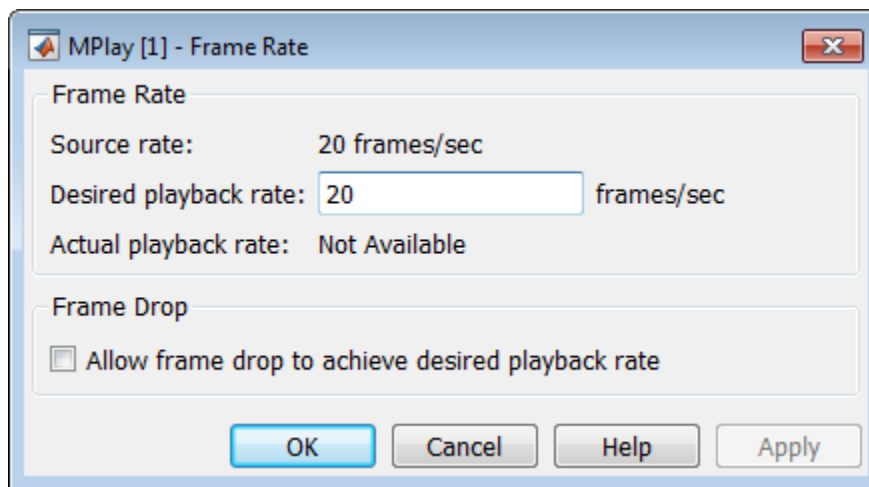 MPlay [1] - Frame Rate
Frame Rate
Source rate: 20 frames/sec
Desired playback rate: 20 frames/sec
Actual playback rate: Not Available
Frame Drop
Allow frame drop to achieve desired playback rate
OK Cancel Help Apply